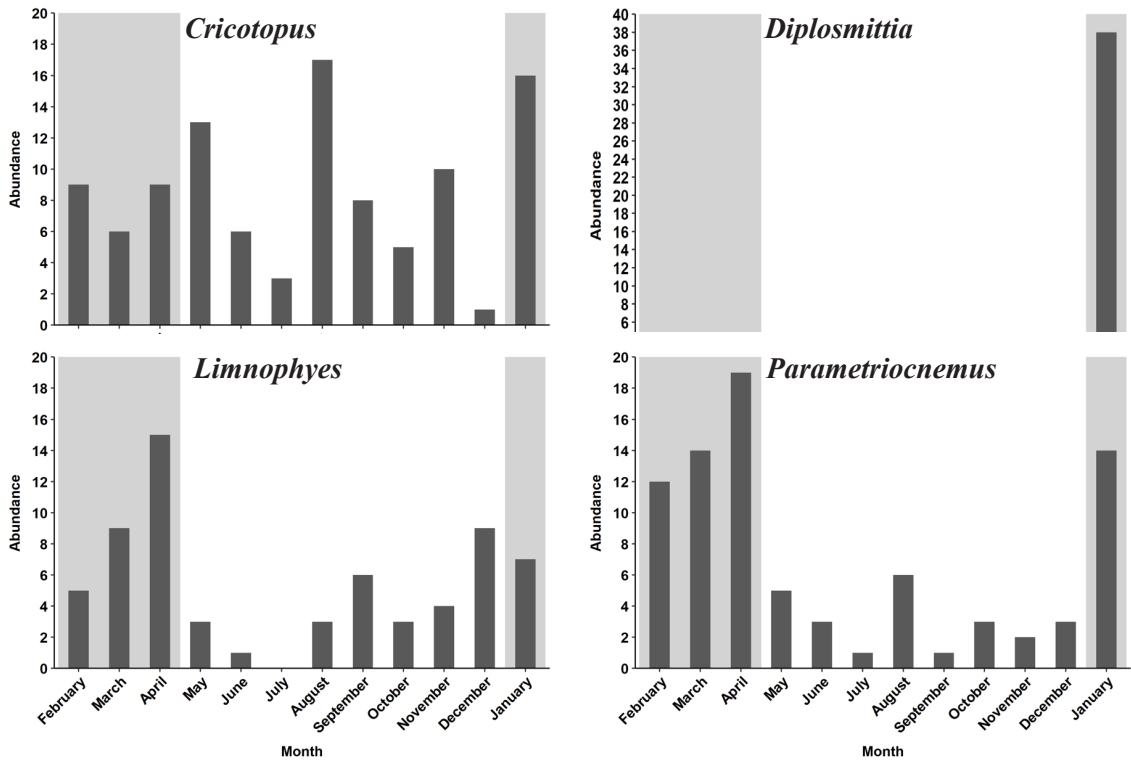 Cricotopus
20
18
16
14
12
10
8
6
4
2
0
Abundance
Diplosmittia
40
38
36
34
32
30
28
26
24
22
20
18
16
14
12
10
8
6
Abundance
Limnophyes
20
18
16
14
12
10
8
6
4
2
0
Abundance
February
March
April
May
June
July
August
September
October
November
December
January
Month
Parametriocnemus
20
18
16
14
12
10
8
6
4
2
0
Abundance
February
March
April
May
June
July
August
September
October
November
December
January
Month